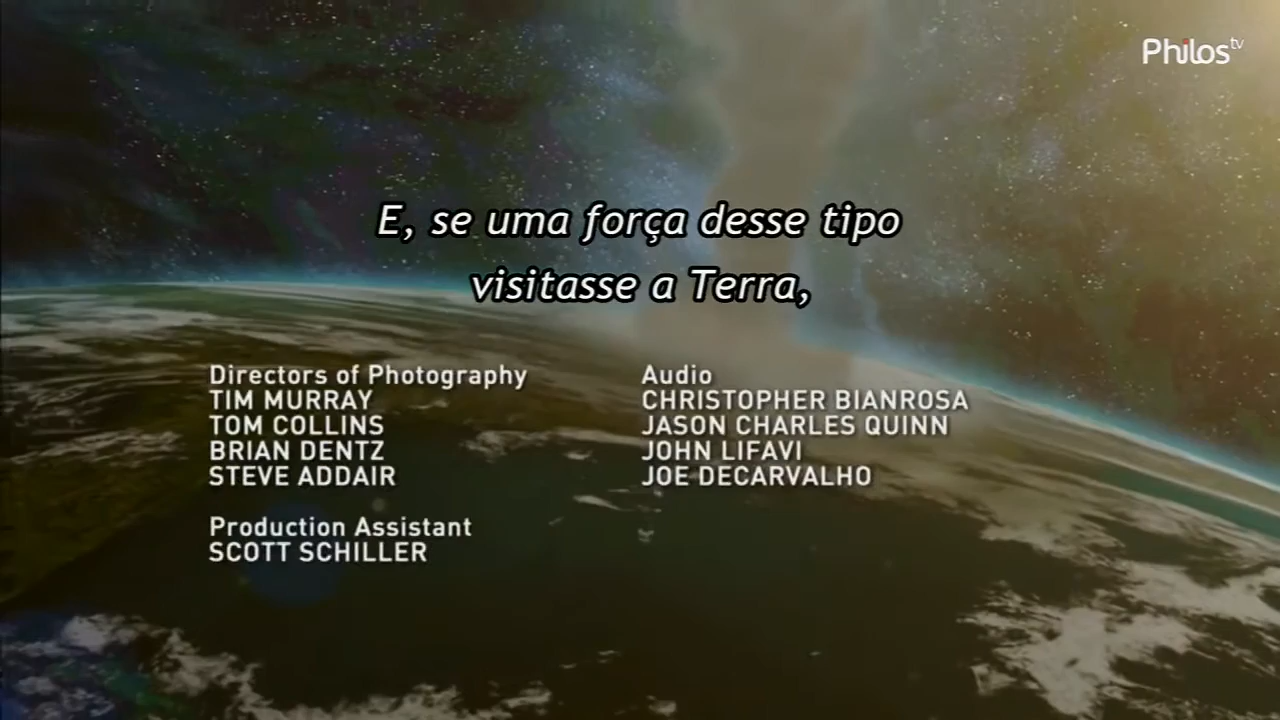 Philos tv
E, se uma força desse tipo
visitasse a Terra,
Directors of Photography
TIM MURRAY
TOM COLLINS
BRIAN DENTZ
STEVE ADDAIR
Production Assistant
SCOTT SCHILLER
Audio
CHRISTOPHER BIANROSA
JASON CHARLES QUINN
JOHN LIFAVI
JOE DECARVALHO